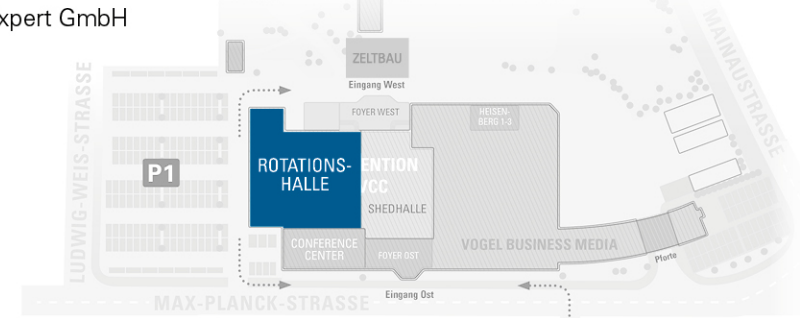 xpert GmbH
ZELTBAU
Eingang West
FOYER WEST
HEISEN-
BERG 1-3
MAINAUSTRASSE
LUDWIG-WEIS-STRASSE
P1
ROTATIONS-
HALLE
ENTION
VCC
SHEDHALLE
CONFERENCE
CENTER
FOYER OST
VOGEL BUSINESS MEDIA
Pforte
Eingang Ost
MAX-PLANCK-STRASSE